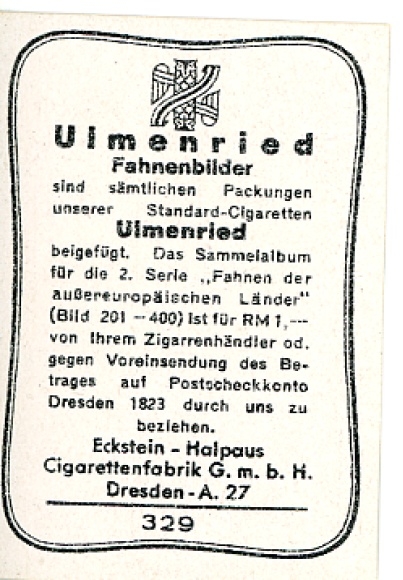 Ulmenried
Fahnenbilder
sind sämtlichen Packungen
unserer Standard-Cigaretten
Ulmenried
beigefügt. Das Sammelalbum
für die 2. Serie „Fahnen der
außereuropäischen Länder"
(Bild 201 — 400) ist für RM 1,---
von Ihrem Zigarrenhändler od.
gegen Voreinsendung des Be-
trages auf Postscheckkonto
Dresden 1823 durch uns zu
beziehen.
Eckstein - Halpaus
Cigarettenfabrik G. m. b. H.
Dresden - A. 27
329